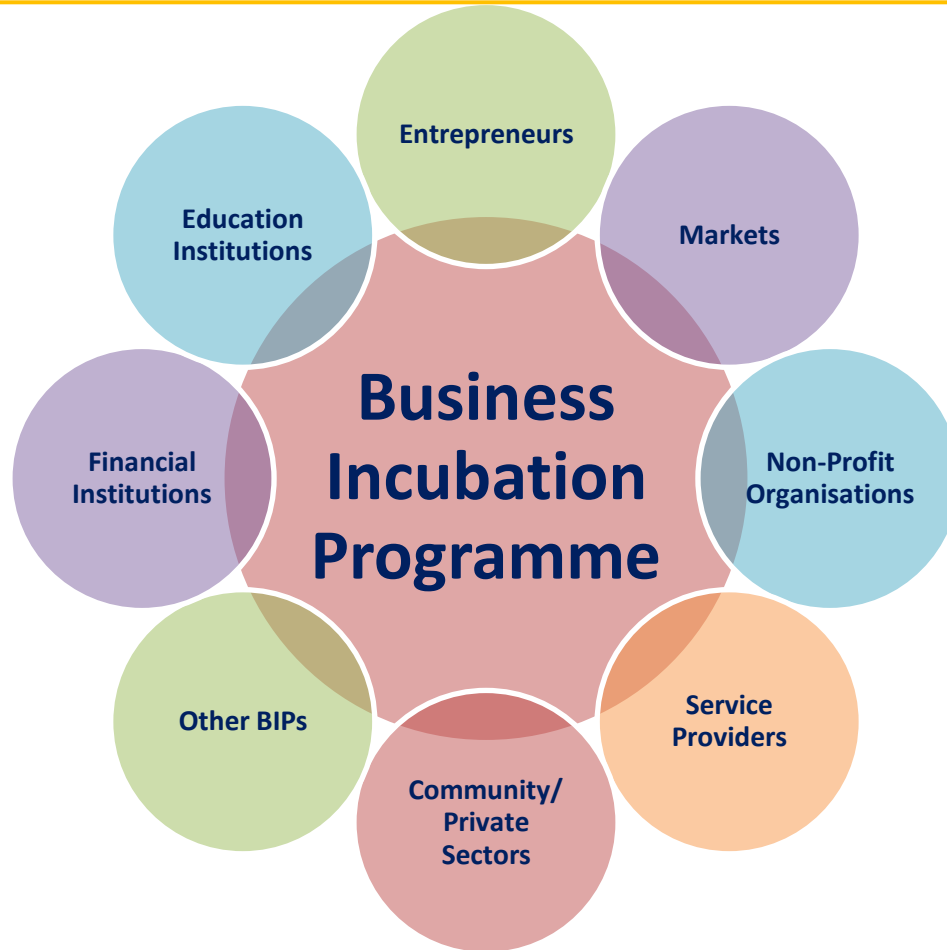 Entrepreneurs
Markets
Non-Profit
Organisations
Service
Providers
Community/
Private
Sectors
Other BIPs
Financial
Institutions
Education
Institutions
Business
Incubation
Programme